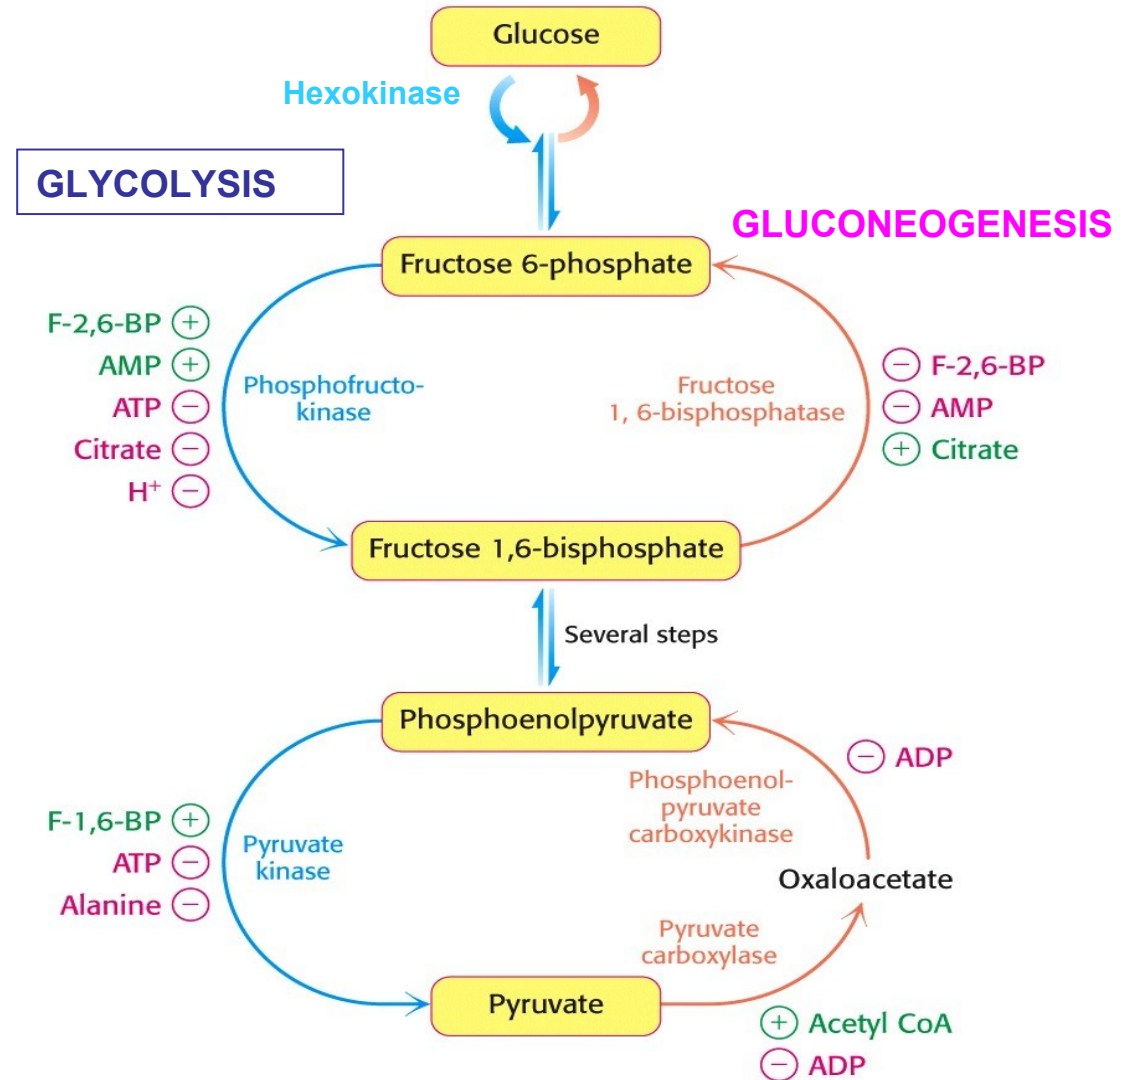 Glucose
Hexokinase
GLYCOLYSIS
GLUCONEOGENESIS
Fructose 6-phosphate
F-2,6-BP +
AMP +
ATP −
Citrate −
H⁺ −
Phosphofructo-
kinase
Fructose
1, 6-bisphosphatase
− F-2,6-BP
− AMP
+ Citrate
Fructose 1,6-bisphosphate
Several steps
Phosphoenolpyruvate
− ADP
Phosphoenol-
pyruvate
carboxykinase
F-1,6-BP +
ATP −
Alanine −
Pyruvate
kinase
Oxaloacetate
Pyruvate
carboxylase
Pyruvate
+ Acetyl CoA
− ADP